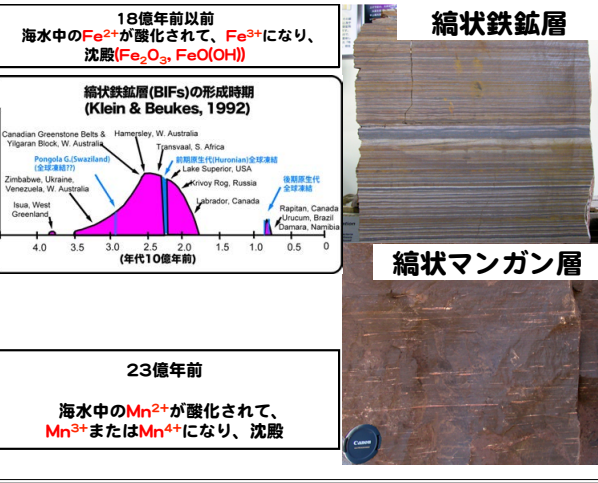 18億年前以前
海水中のFe2+が酸化されて、Fe3+になり、
沈殿(Fe2O3, FeO(OH))
縞状鉄鉱層
縞状鉄鉱層(BIFs)の形成時期
(Klein & Beukes, 1992)
Canadian Greenstone Belts &
Yilgaran Block, W. Australia
Hamersley, W. Australia
Transvaal, S. Africa
Pongola G.(Swaziland)
(全球凍結??)
前期原生代(Huronian)全球凍結
Lake Superior, USA
Zimbabwe, Ukraine,
Venezuela, W. Australia
Krivoy Rog, Russia
後期原生代
全球凍結
Labrador, Canada
Isua, West
Greenland
Rapitan, Canada
Urucum, Brazil
Damara, Namibia
4.0 3.5 3.0 2.5 2.0 1.5 1.0 0.5 0
(年代10億年前)
縞状マンガン層
23億年前
海水中のMn2+が酸化されて、
Mn3+またはMn4+になり、沈殿
Canon